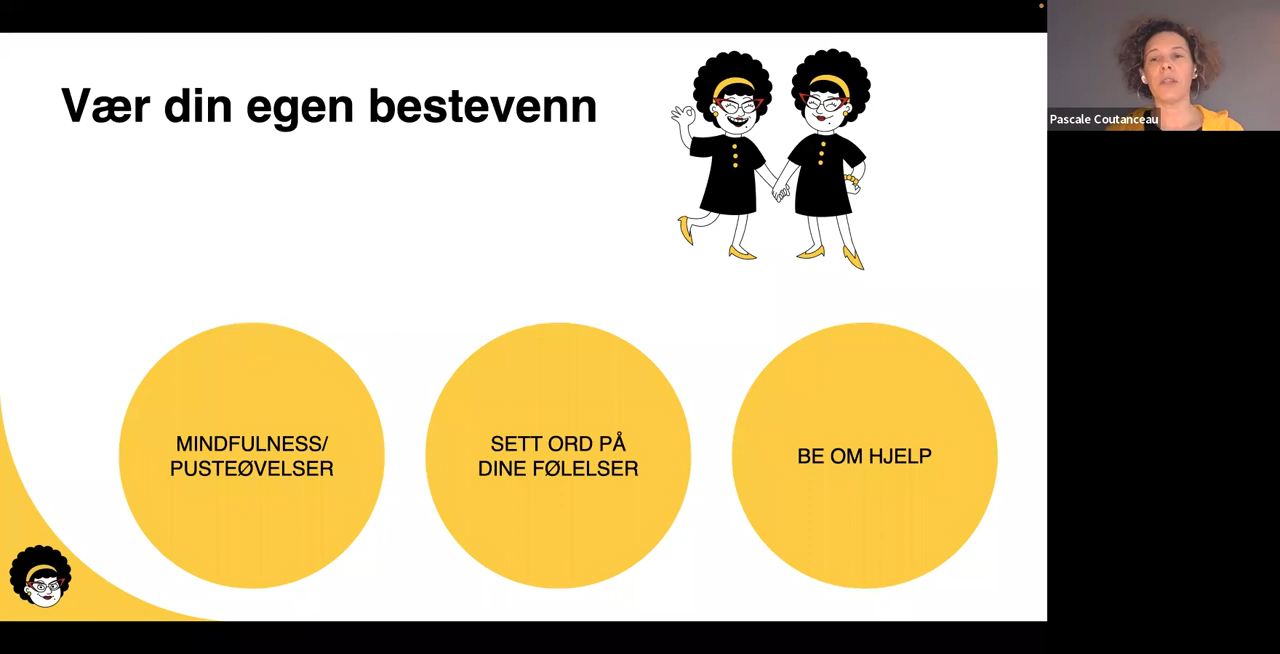 Vær din egen bestevenn
Pascale Coutanceau
MINDFULNESS/
PUSTEØVELSER
SETT ORD PÅ
DINE FØLELSER
BE OM HJELP